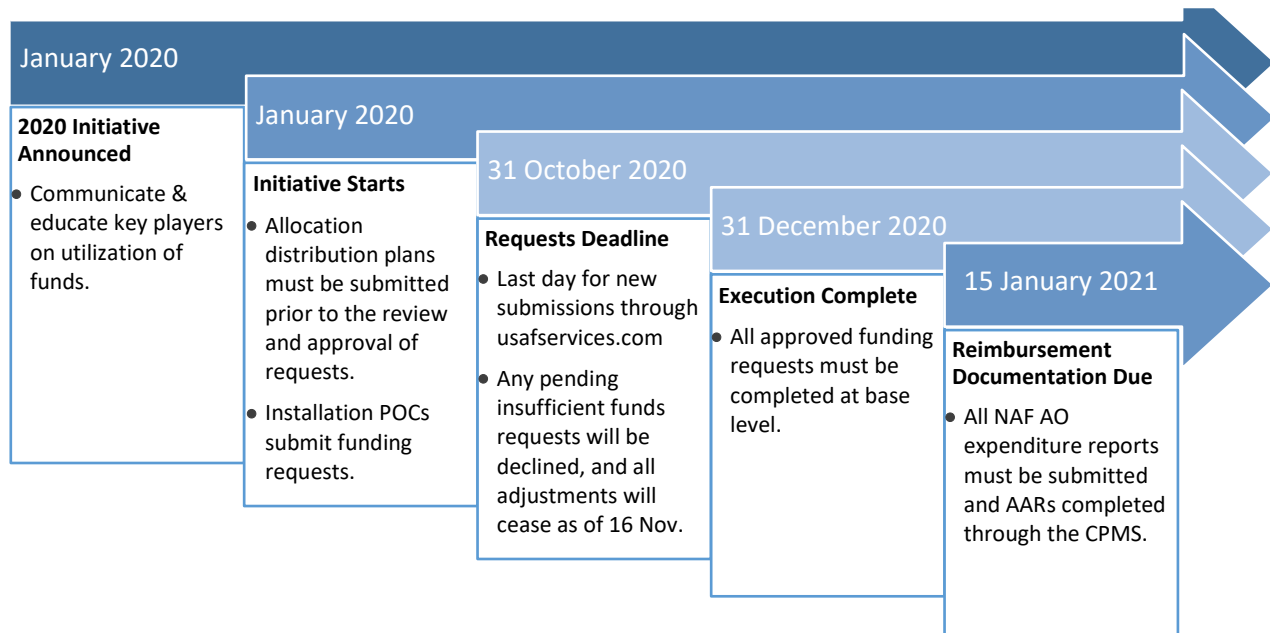 January 2020
2020 Initiative
Announced
• Communicate &
educate key players
on utilization of
funds.
January 2020
Initiative Starts
• Allocation
distribution plans
must be submitted
prior to the review
and approval of
requests.
• Installation POCs
submit funding
requests.
31 October 2020
Requests Deadline
• Last day for new
submissions through
usafservices.com
• Any pending
insufficient funds
requests will be
declined, and all
adjustments will
cease as of 16 Nov.
31 December 2020
Execution Complete
• All approved funding
requests must be
completed at base
level.
15 January 2021
Reimbursement
Documentation Due
• All NAF AO
expenditure reports
must be submitted
and AARs completed
through the CPMS.